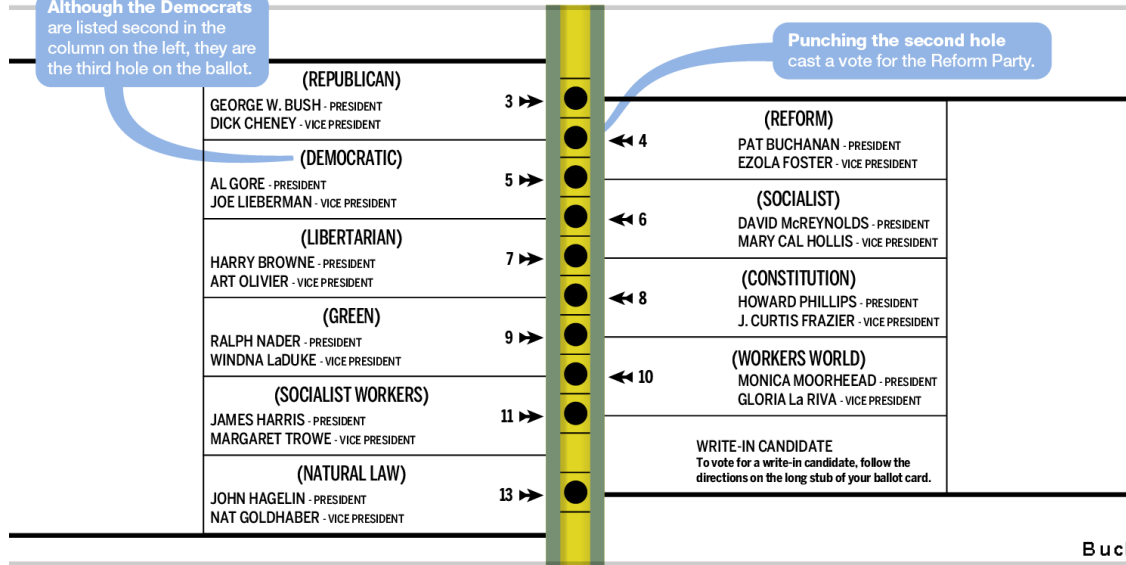 Although the Democrats
are listed second in the
column on the left, they are
the third hole on the ballot.
Punching the second hole
cast a vote for the Reform Party.
(REPUBLICAN)
GEORGE W. BUSH - PRESIDENT
DICK CHENEY - VICE PRESIDENT
3
(DEMOCRATIC)
AL GORE - PRESIDENT
JOE LIEBERMAN - VICE PRESIDENT
5
(LIBERTARIAN)
HARRY BROWNE - PRESIDENT
ART OLIVIER - VICE PRESIDENT
7
(GREEN)
RALPH NADER - PRESIDENT
WINDNA LaDUKE - VICE PRESIDENT
9
(SOCIALIST WORKERS)
JAMES HARRIS - PRESIDENT
MARGARET TROWE - VICE PRESIDENT
11
(NATURAL LAW)
JOHN HAGELIN - PRESIDENT
NAT GOLDHABER - VICE PRESIDENT
13
(REFORM)
PAT BUCHANAN - PRESIDENT
EZOLA FOSTER - VICE PRESIDENT
4
(SOCIALIST)
DAVID McREYNOLDS - PRESIDENT
MARY CAL HOLLIS - VICE PRESIDENT
6
(CONSTITUTION)
HOWARD PHILLIPS - PRESIDENT
J. CURTIS FRAZIER - VICE PRESIDENT
8
(WORKERS WORLD)
MONICA MOORHEEAD - PRESIDENT
GLORIA La RIVA - VICE PRESIDENT
10
WRITE-IN CANDIDATE
To vote for a write-in candidate, follow the
directions on the long stub of your ballot card.